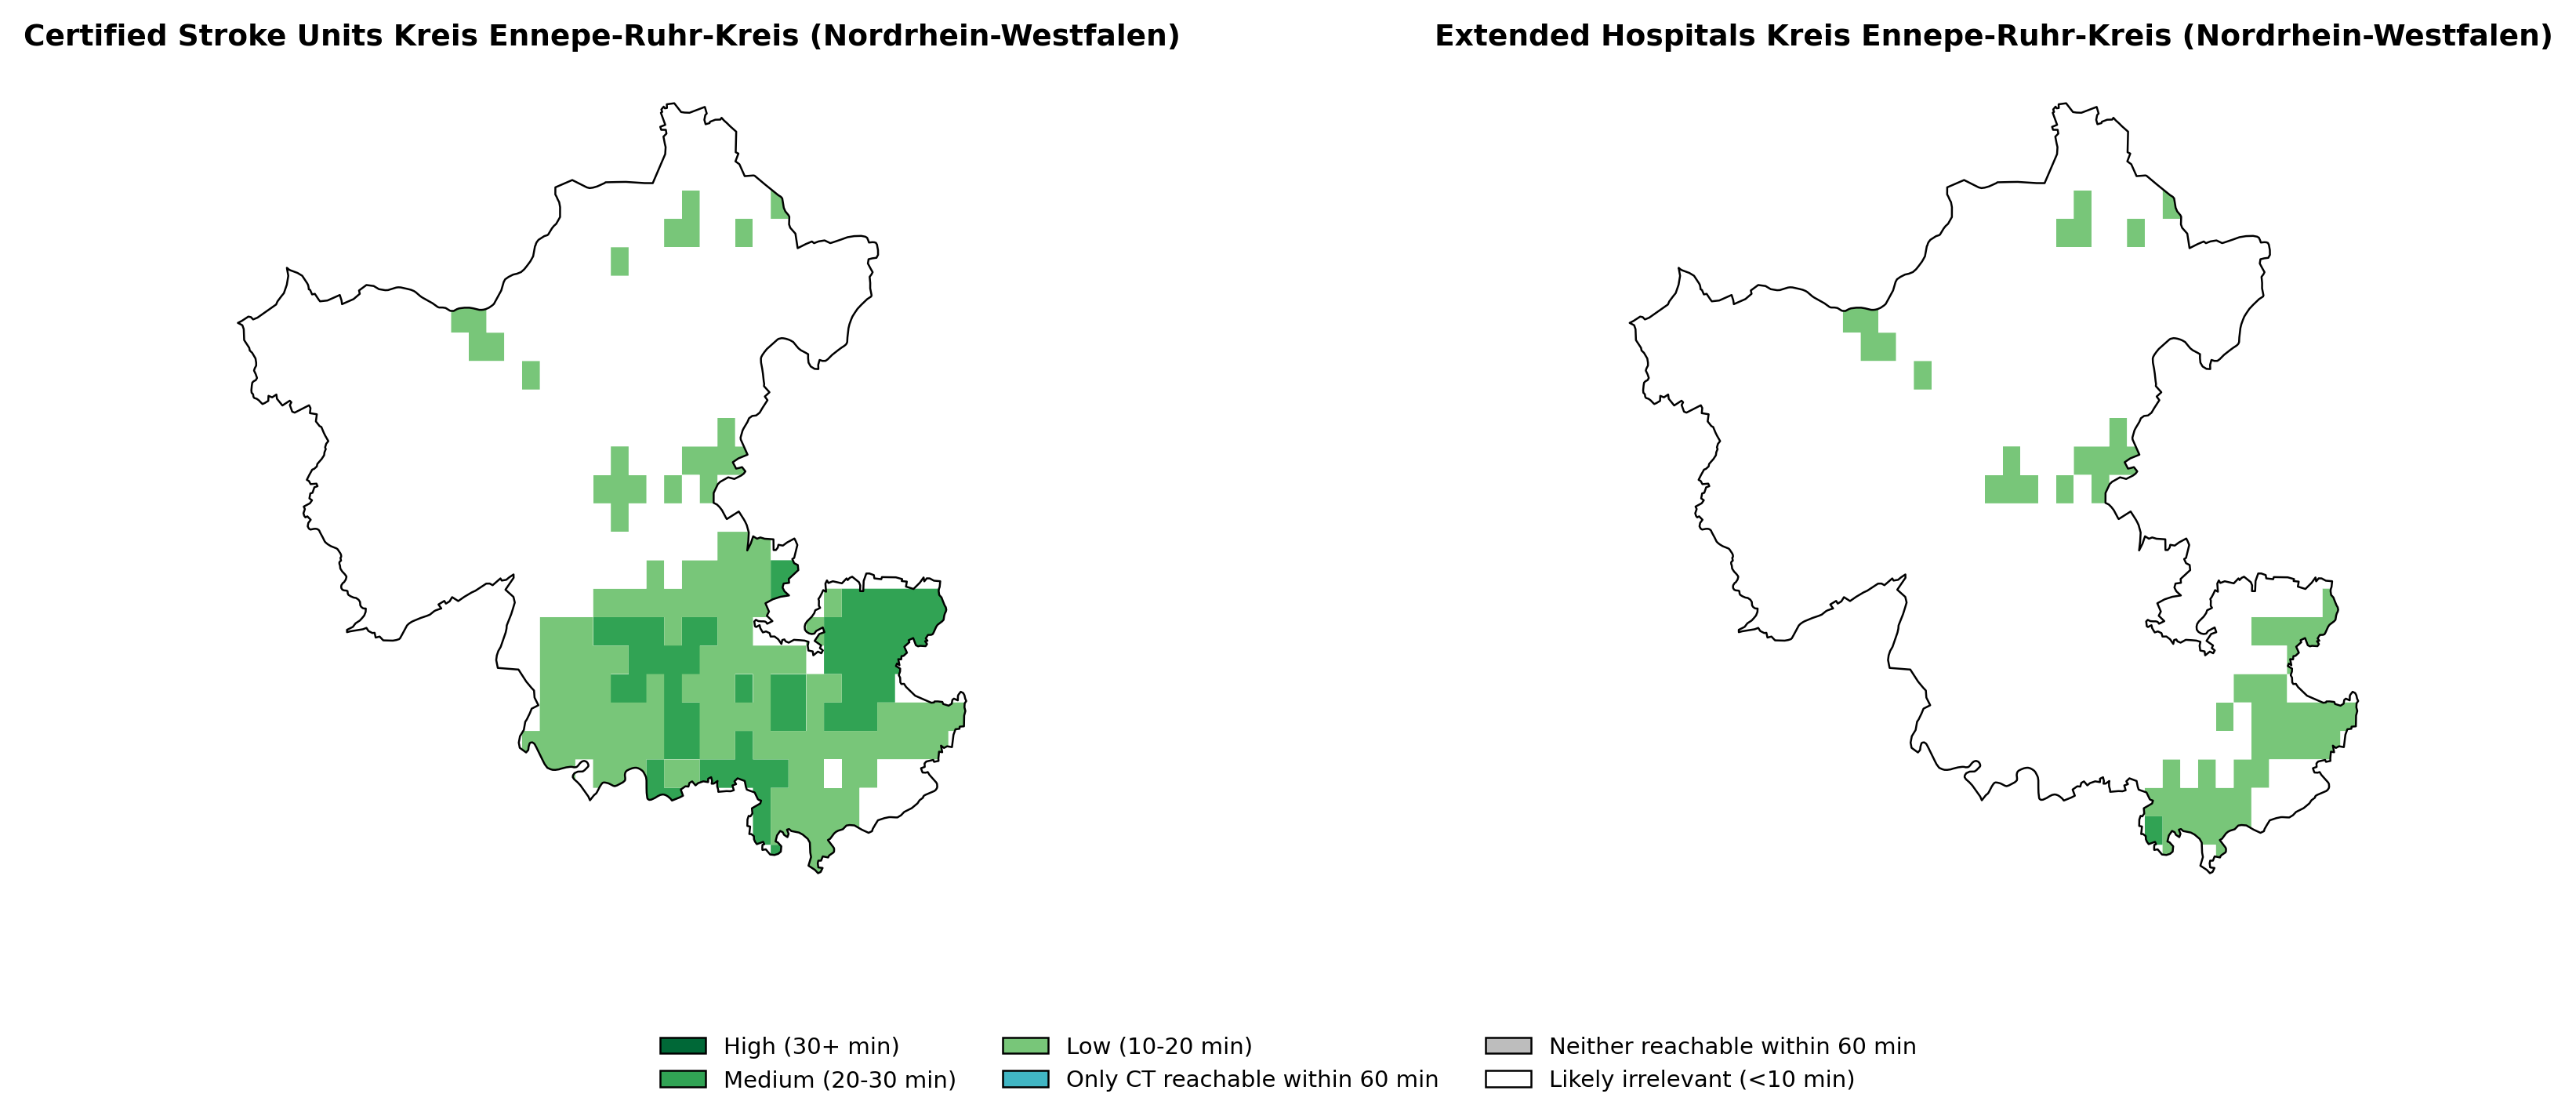 Certified Stroke Units Kreis Ennepe-Ruhr-Kreis (Nordrhein-Westfalen)
Extended Hospitals Kreis Ennepe-Ruhr-Kreis (Nordrhein-Westfalen)
High (30+ min)
Medium (20-30 min)
Low (10-20 min)
Only CT reachable within 60 min
Neither reachable within 60 min
Likely irrelevant (<10 min)